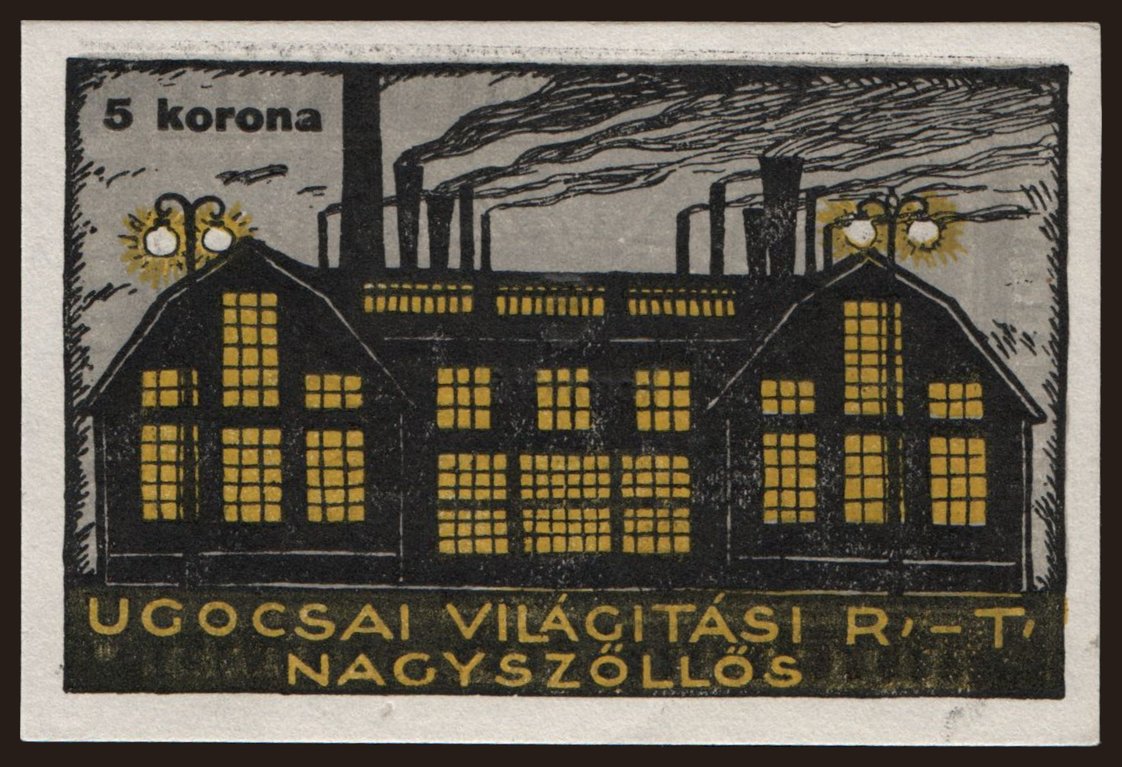 5 korona
UGOCSAI VILÁGITÁSI R,-T,
NAGYSZŐLLŐS